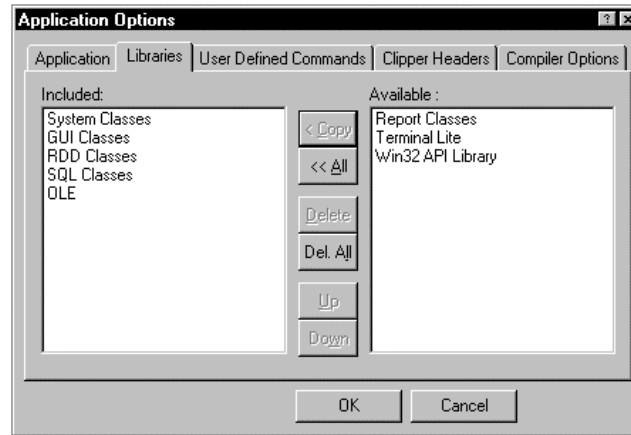 Application Options
Application Libraries User Defined Commands Clipper Headers Compiler Options
Included:
System Classes
GUI Classes
RDD Classes
SQL Classes
OLE
< Copy
<< All
Delete
Del. All
Up
Down
Available :
Report Classes
Terminal Lite
Win32 API Library
OK Cancel